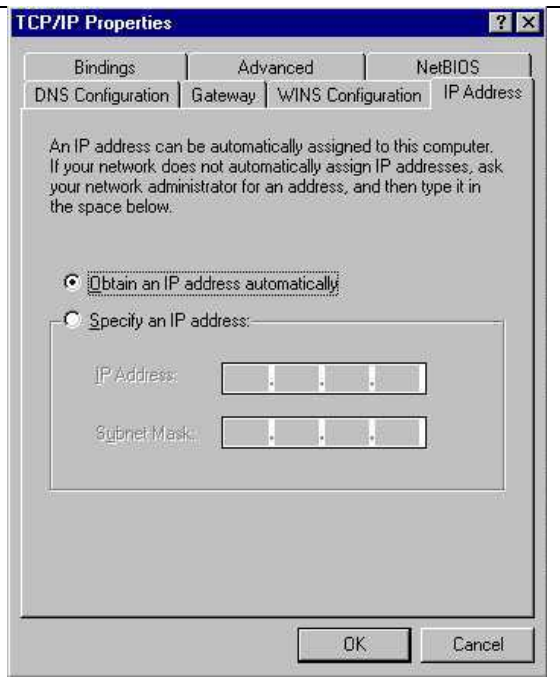 TCP/IP Properties
Bindings Advanced NetBIOS
DNS Configuration Gateway WINS Configuration IP Address
An IP address can be automatically assigned to this computer.
If your network does not automatically assign IP addresses, ask
your network administrator for an address, and then type it in
the space below.
Obtain an IP address automatically
Specify an IP address:
IP Address:
Subnet Mask:
OK Cancel